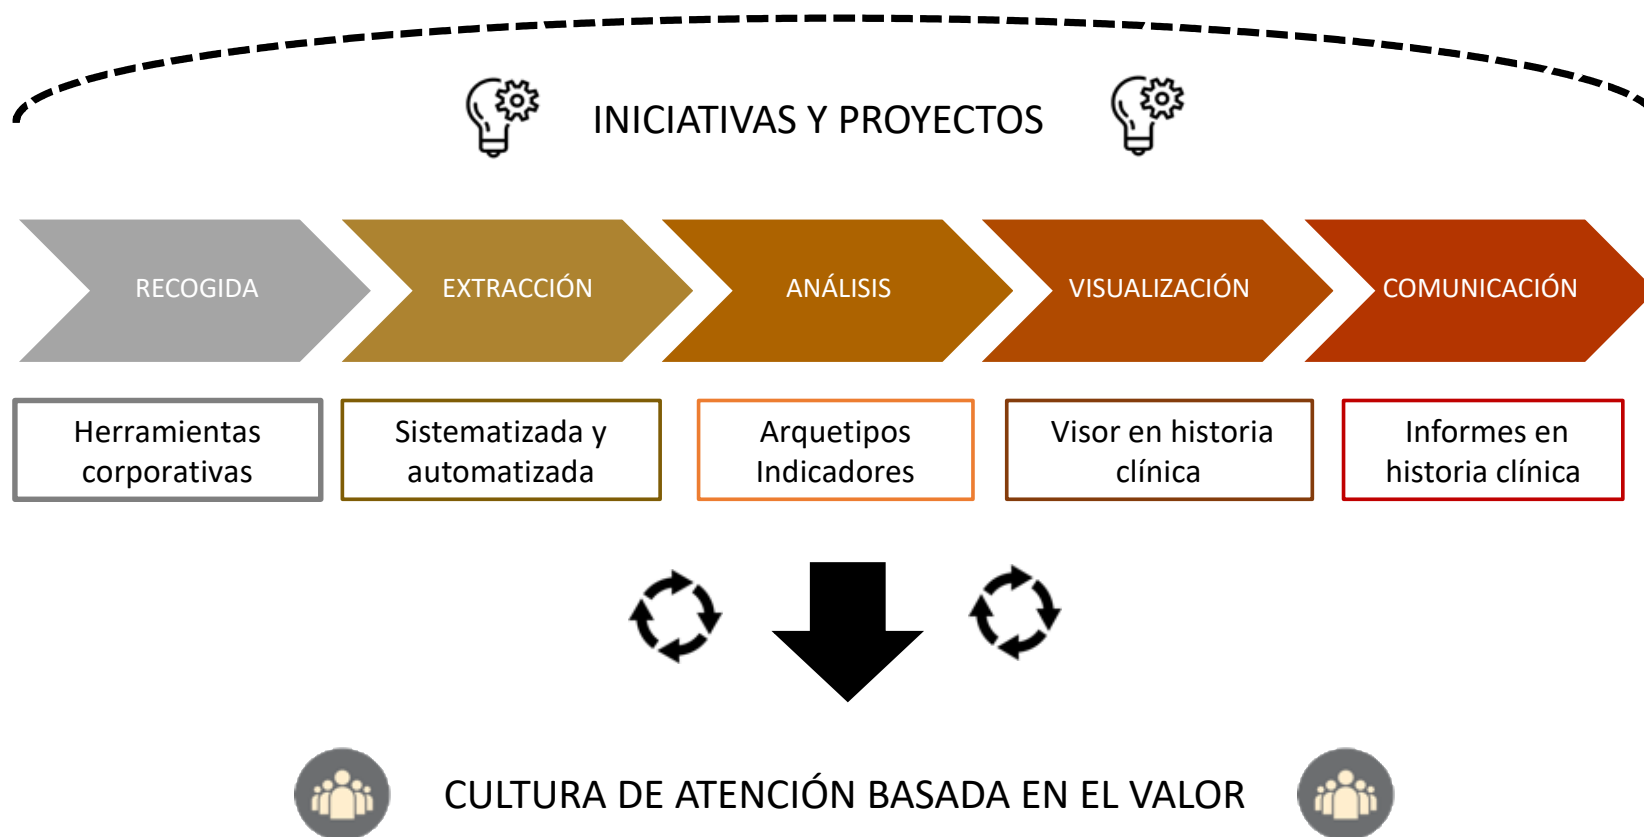 INICIATIVAS Y PROYECTOS
RECOGIDA
EXTRACCIÓN
ANÁLISIS
VISUALIZACIÓN
COMUNICACIÓN
Herramientas
corporativas
Sistematizada y
automatizada
Arquetipos
Indicadores
Visor en historia
clínica
Informes en
historia clínica
CULTURA DE ATENCIÓN BASADA EN EL VALOR